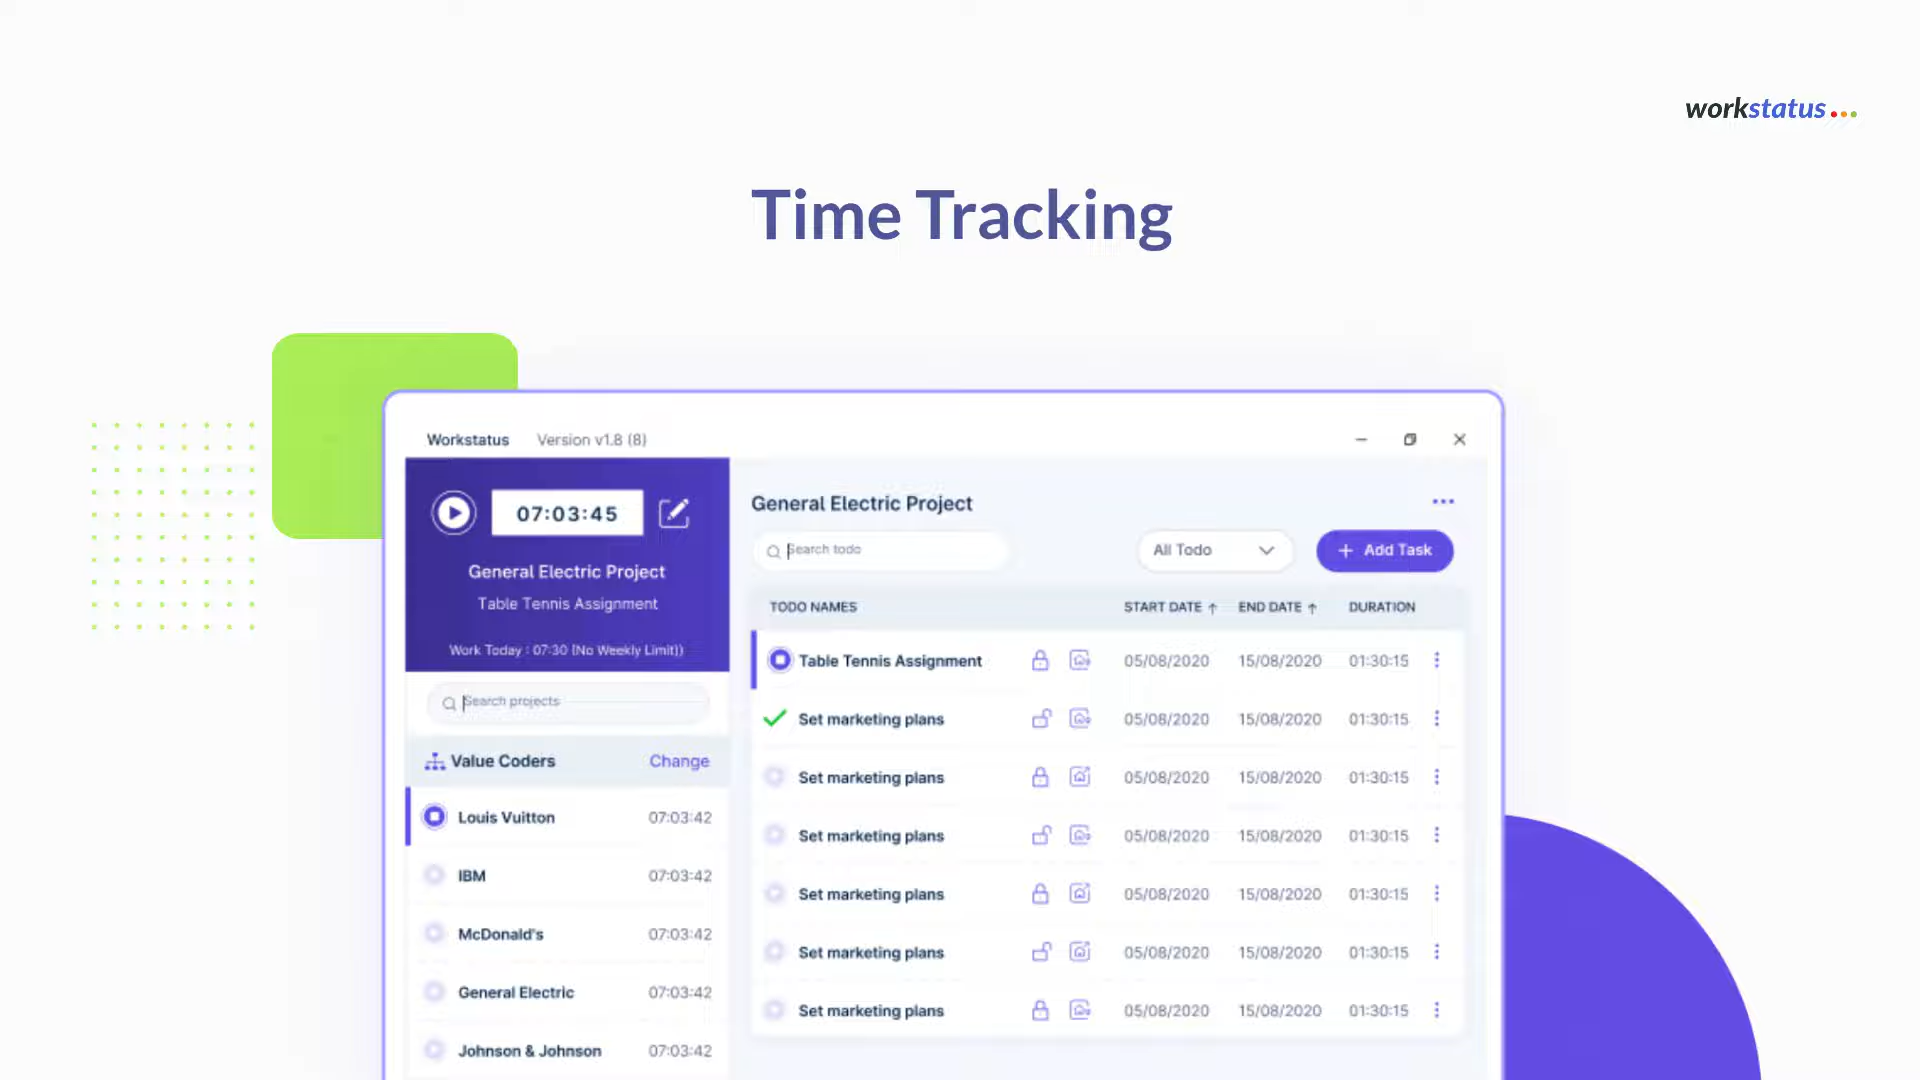 workstatus
Time Tracking
Workstatus Version v1.8 (8)
07:03:45
General Electric Project
Table Tennis Assignment
Work Today : 07:30 (No Weekly Limit))
Search projects
Value Coders Change
Louis Vuitton 07:03:42
IBM 07:03:42
McDonald's 07:03:42
General Electric 07:03:42
Johnson & Johnson 07:03:42
General Electric Project
Search todo
All Todo
+ Add Task
TODO NAMES START DATE ↑ END DATE ↑ DURATION
Table Tennis Assignment 05/08/2020 15/08/2020 01:30:15
Set marketing plans 05/08/2020 15/08/2020 01:30:15
Set marketing plans 05/08/2020 15/08/2020 01:30:15
Set marketing plans 05/08/2020 15/08/2020 01:30:15
Set marketing plans 05/08/2020 15/08/2020 01:30:15
Set marketing plans 05/08/2020 15/08/2020 01:30:15
Set marketing plans 05/08/2020 15/08/2020 01:30:15